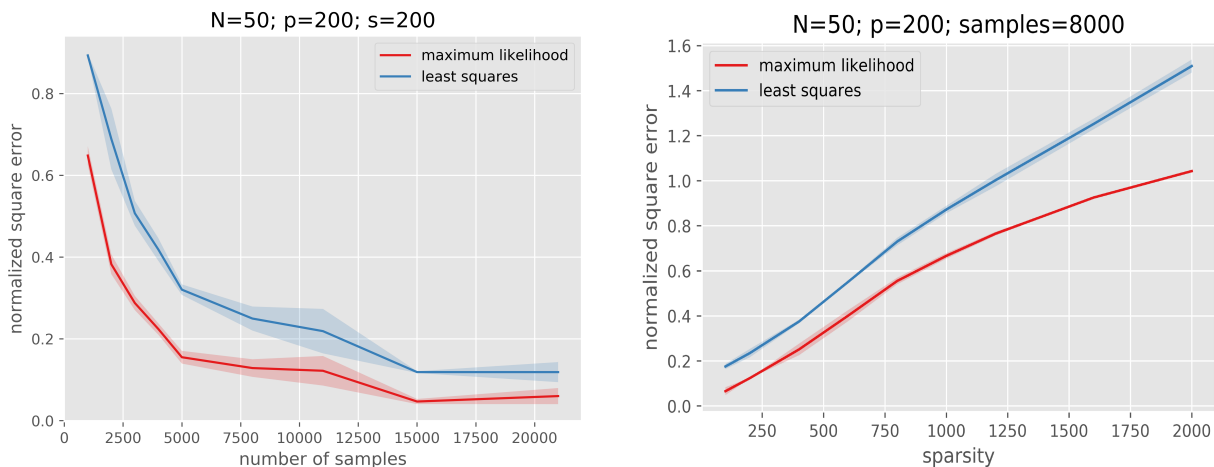 N=50; p=200; s=200
maximum likelihood
least squares
normalized square error
0.8
0.6
0.4
0.2
0.0
0 2500 5000 7500 10000 12500 15000 17500 20000
number of samples
N=50; p=200; samples=8000
maximum likelihood
least squares
normalized square error
1.6
1.4
1.2
1.0
0.8
0.6
0.4
0.2
0.0
250 500 750 1000 1250 1500 1750 2000
sparsity